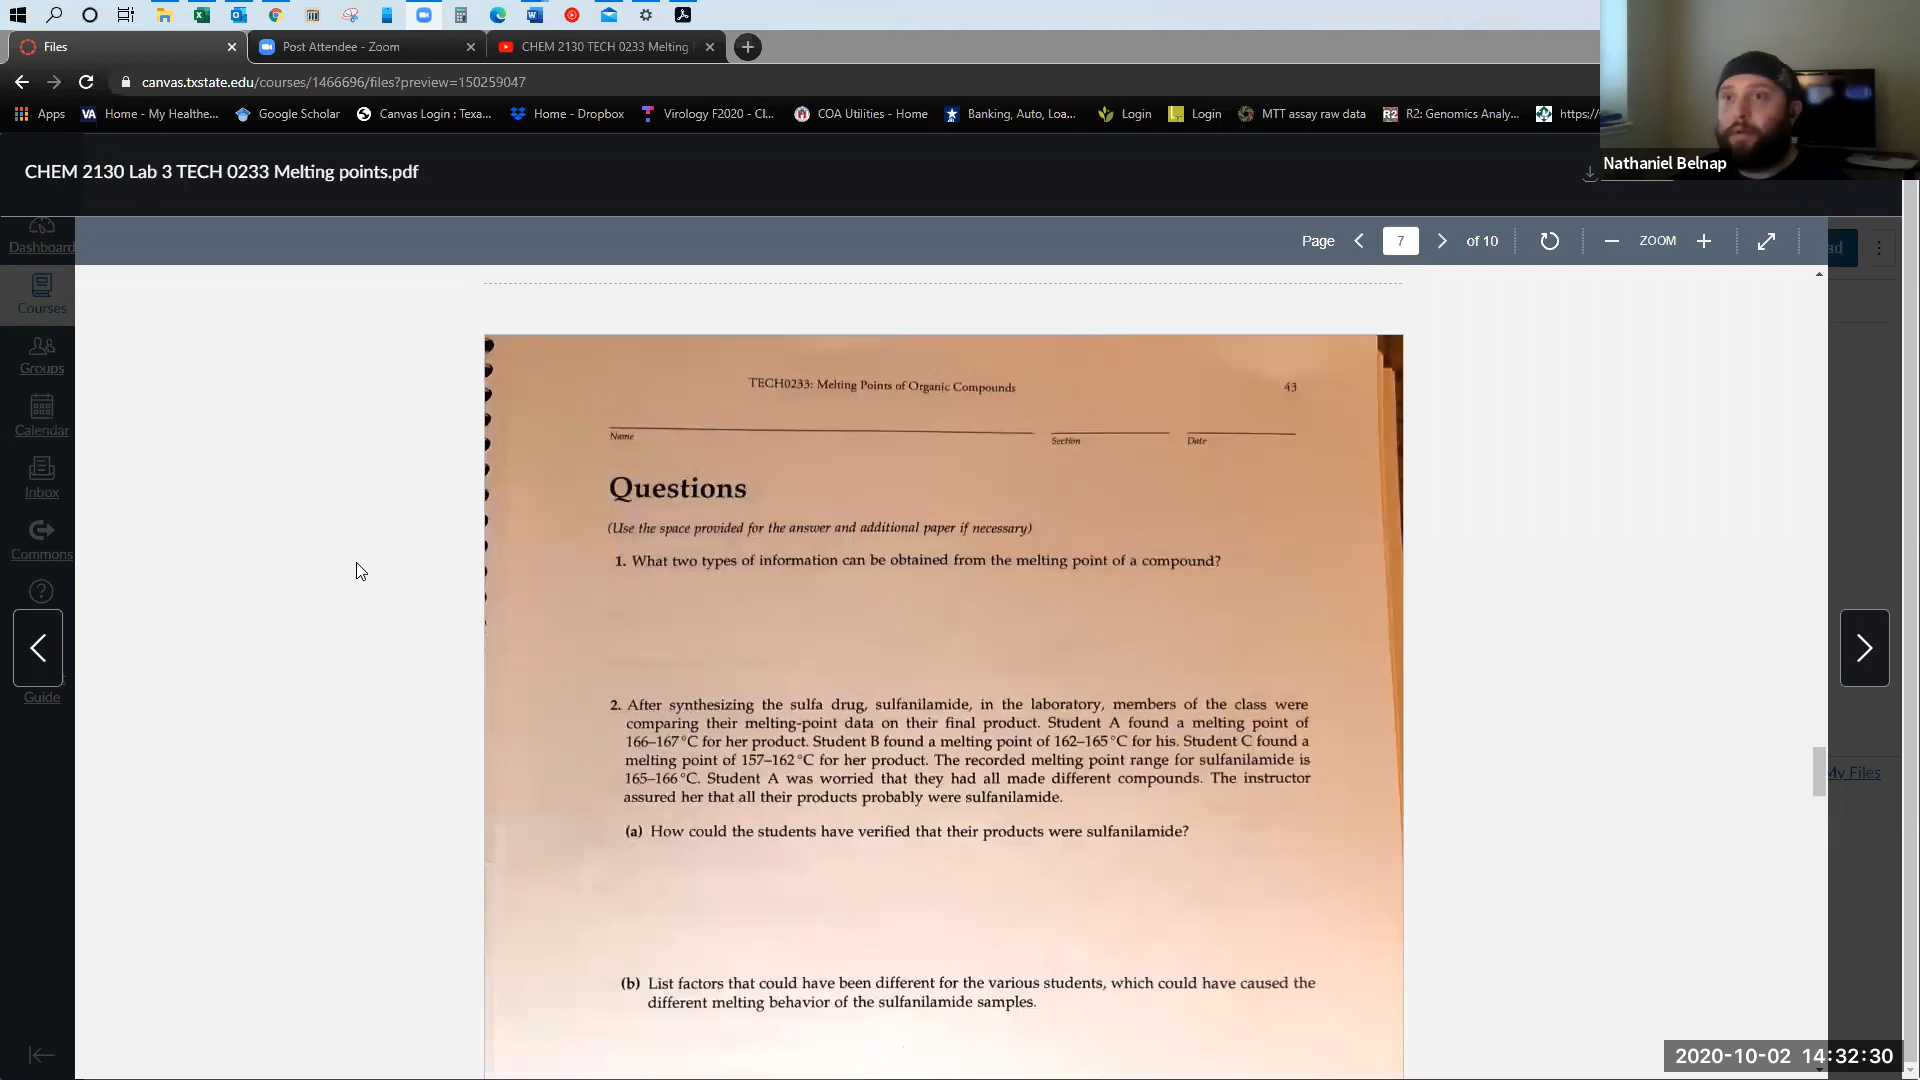 Files
Post Attendee - Zoom
CHEM 2130 TECH 0233 Melting
canvas.txstate.edu/courses/1466696/files?preview=150259047
Apps
VA Home - My Healthe...
Google Scholar
Canvas Login : Texa...
Home - Dropbox
Virology F2020 - Cl...
COA Utilities - Home
Banking, Auto, Loa...
Login
Login
MTT assay raw data
R2 R2: Genomics Analy...
https:/
Nathaniel Belnap
CHEM 2130 Lab 3 TECH 0233 Melting points.pdf
Dashboard
Courses
Groups
Calendar
Inbox
Commons
Guide
Page 7 of 10
ZOOM
ad
My Files
TECH0233: Melting Points of Organic Compounds 43
Name Section Date
Questions
(Use the space provided for the answer and additional paper if necessary)
1. What two types of information can be obtained from the melting point of a compound?
2. After synthesizing the sulfa drug, sulfanilamide, in the laboratory, members of the class were
comparing their melting-point data on their final product. Student A found a melting point of
166–167°C for her product. Student B found a melting point of 162–165°C for his. Student C found a
melting point of 157–162°C for her product. The recorded melting point range for sulfanilamide is
165–166°C. Student A was worried that they had all made different compounds. The instructor
assured her that all their products probably were sulfanilamide.
(a) How could the students have verified that their products were sulfanilamide?
(b) List factors that could have been different for the various students, which could have caused the
different melting behavior of the sulfanilamide samples.
2020-10-02 14:32:30